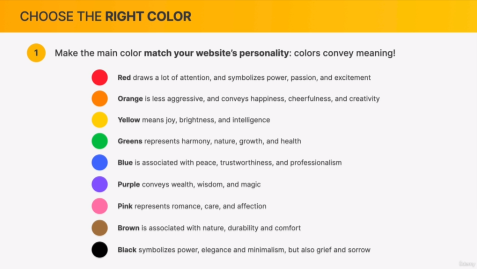 CHOOSE THE RIGHT COLOR
1 Make the main color match your website's personality: colors convey meaning!
Red draws a lot of attention, and symbolizes power, passion, and excitement
Orange is less aggressive, and conveys happiness, cheerfulness, and creativity
Yellow means joy, brightness, and intelligence
Greens represents harmony, nature, growth, and health
Blue is associated with peace, trustworthiness, and professionalism
Purple conveys wealth, wisdom, and magic
Pink represents romance, care, and affection
Brown is associated with nature, durability and comfort
Black symbolizes power, elegance and minimalism, but also grief and sorrow